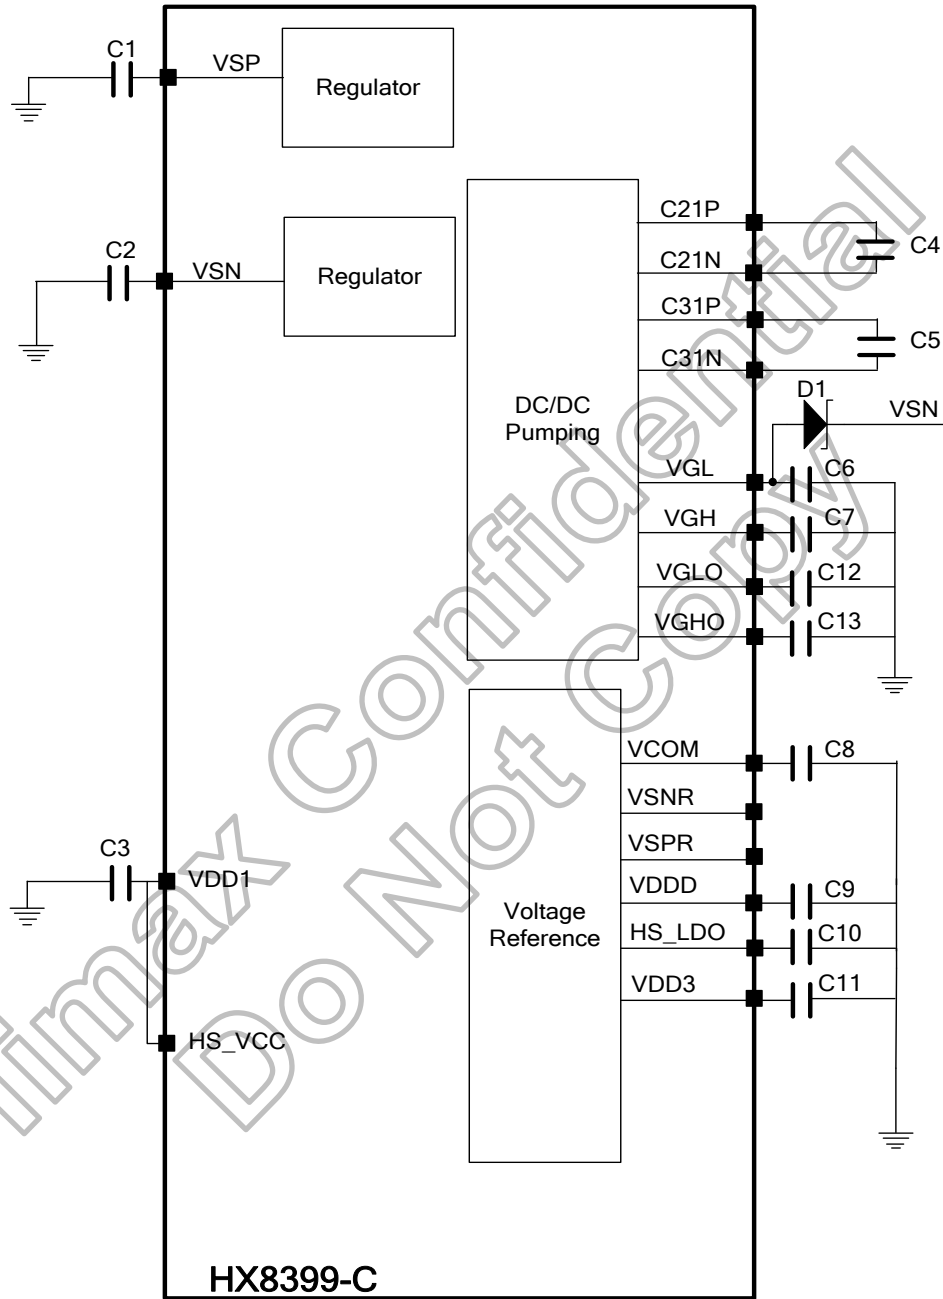 C1
VSP
Regulator
C2
VSN
Regulator
C21P
C4
C21N
C31P
C5
C31N
D1
VSN
DC/DC
Pumping
VGL
C6
VGH
C7
VGLO
C12
VGHO
C13
VCOM
C8
VSNR
VSPR
C3
VDD1
VDDD
C9
Voltage
Reference
HS_LDO
C10
VDD3
C11
HS_VCC
HX8399-C
imax Confidential
Do Not Copy